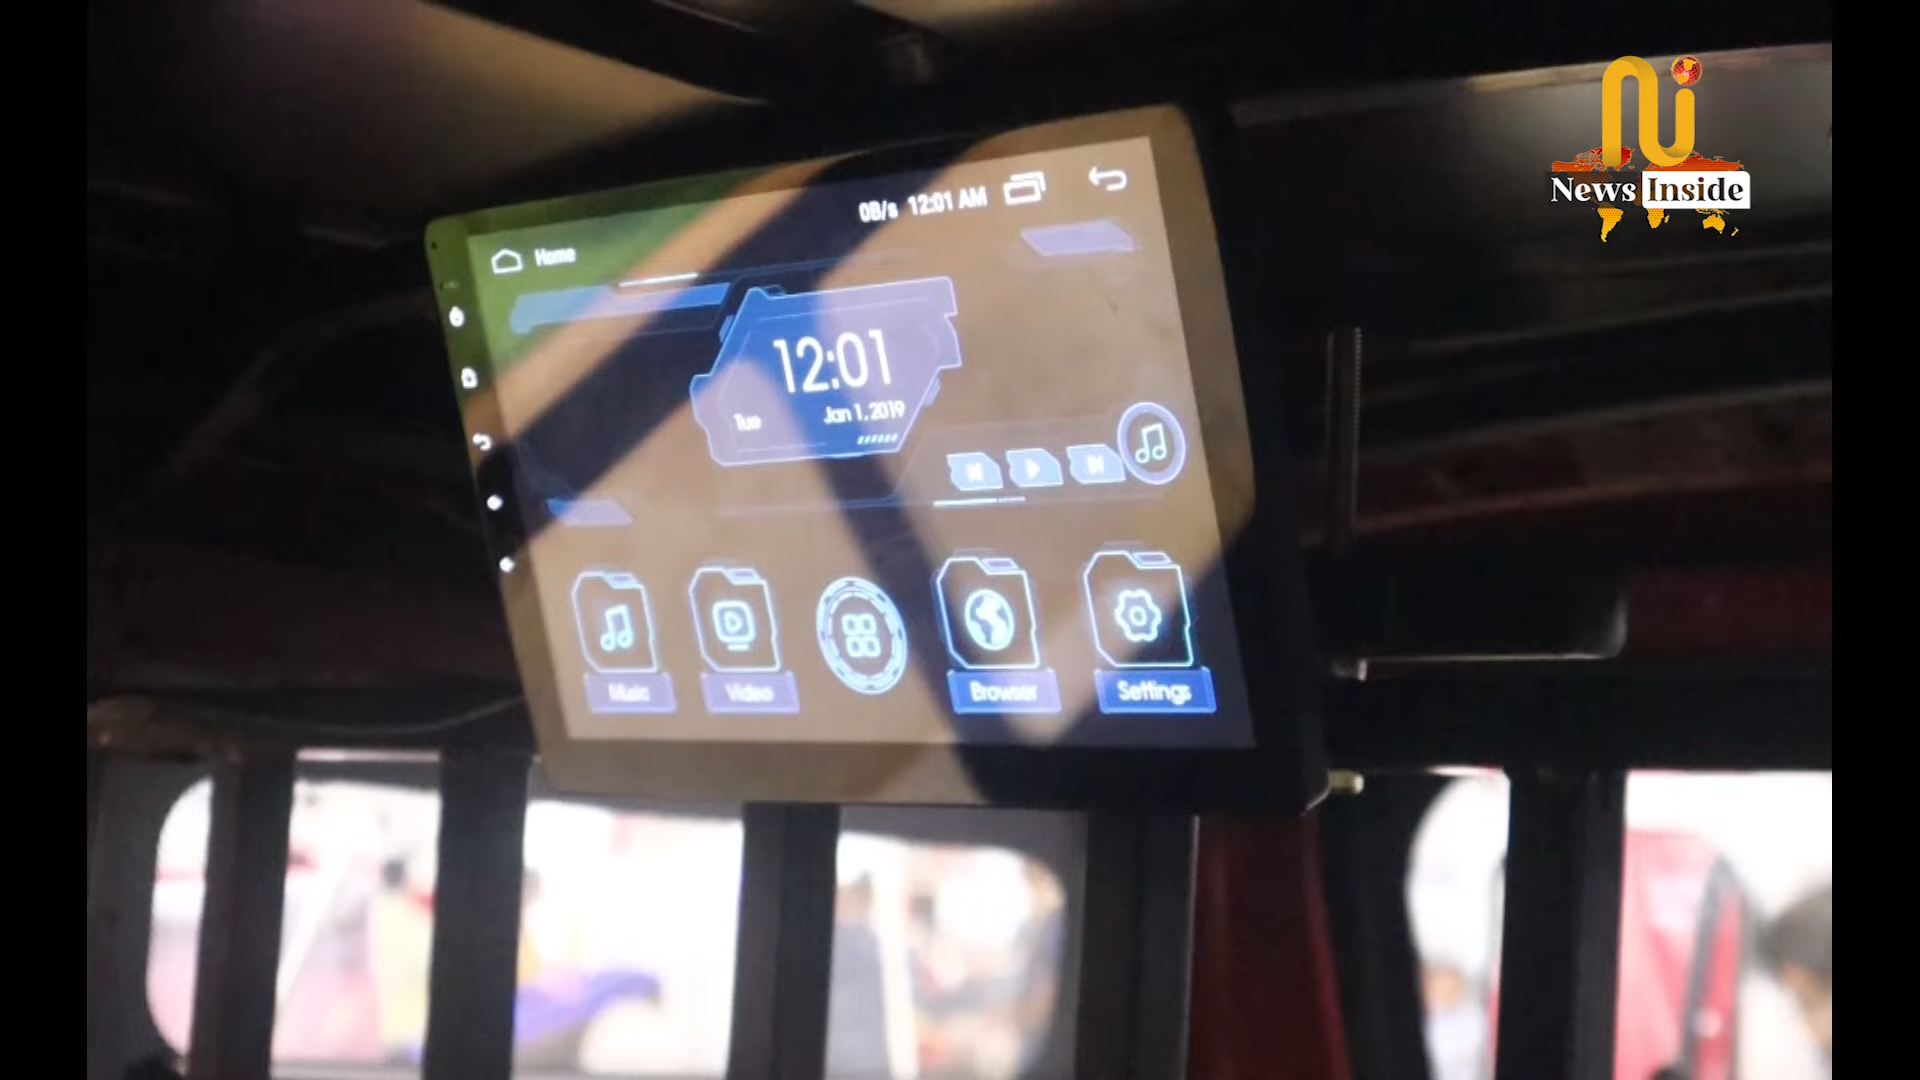 News Inside
0B/s 12:01 AM
Home
12:01
Tue Jan 1, 2019
Music Video Browser Settings